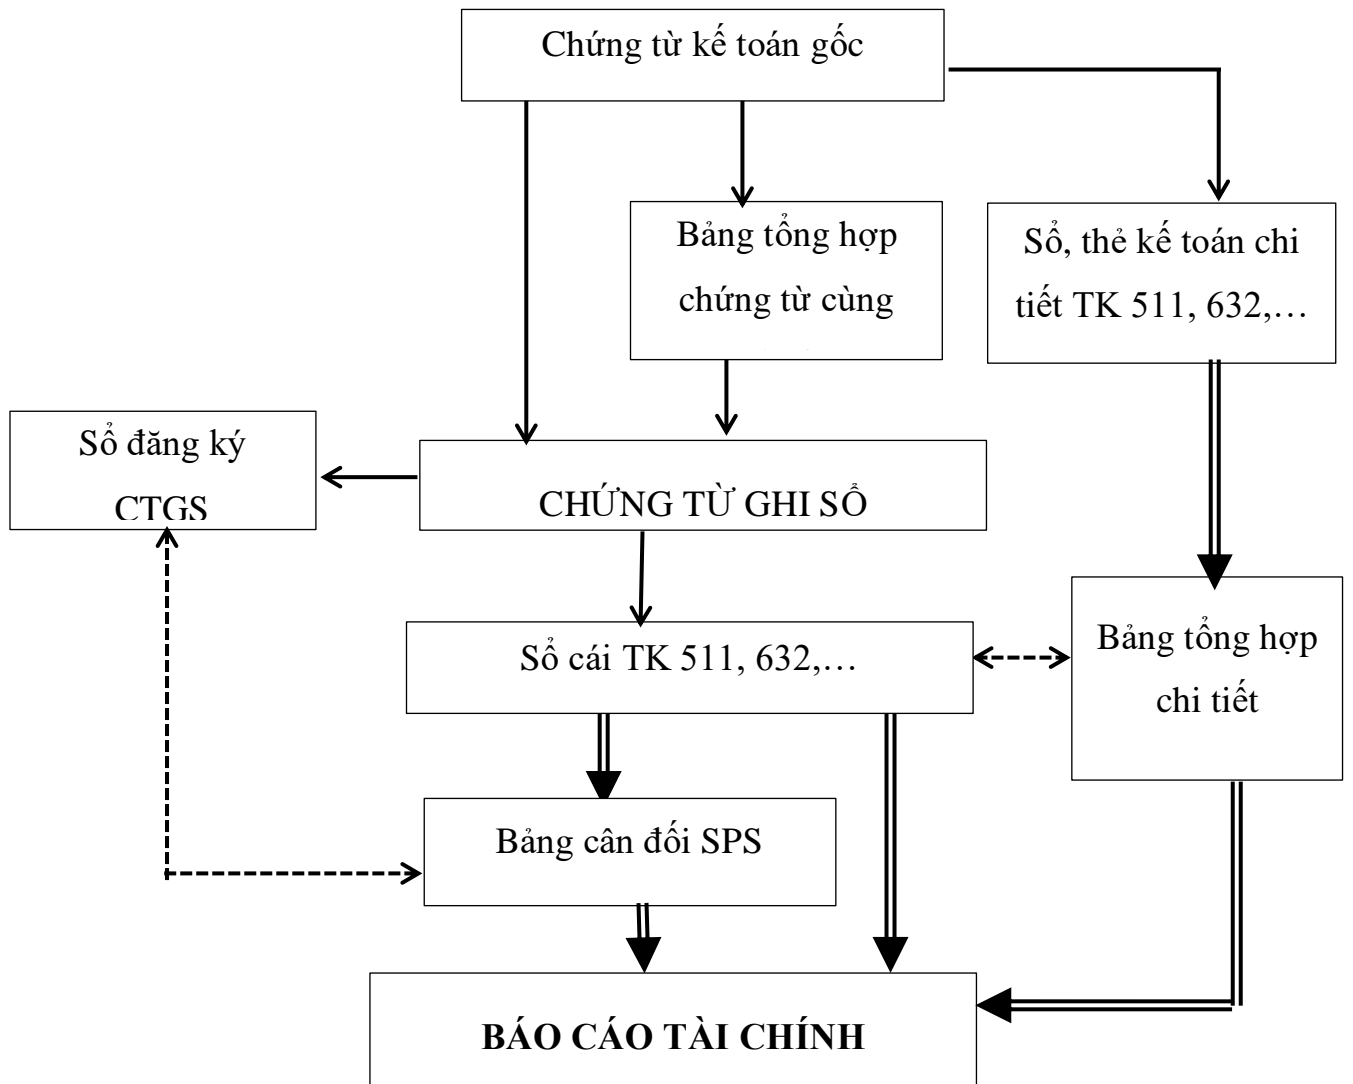 Chứng từ kế toán gốc
Bảng tổng hợp
chứng từ cùng
Sổ, thẻ kế toán chi
tiết TK 511, 632,…
Sổ đăng ký
CTGS
CHỨNG TỪ GHI SỔ
Sổ cái TK 511, 632,…
Bảng tổng hợp
chi tiết
Bảng cân đối SPS
BÁO CÁO TÀI CHÍNH